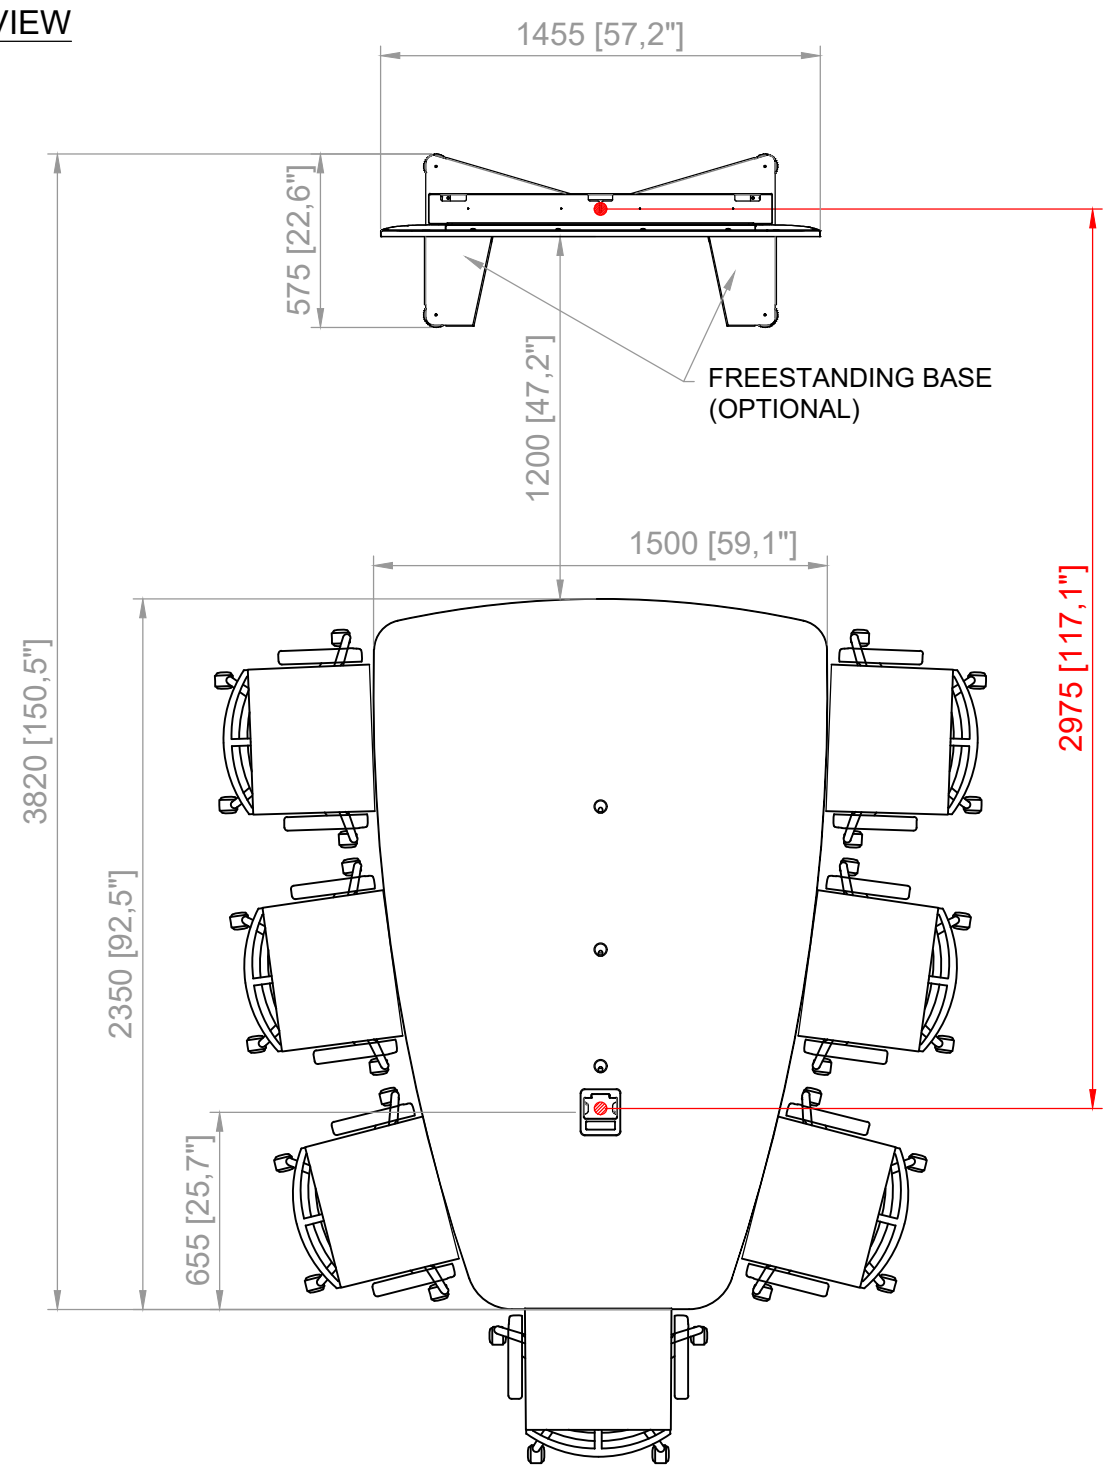 VIEW
1455 [57,2"]
575 [22,6"]
FREESTANDING BASE
(OPTIONAL)
1200 [47,2"]
1500 [59,1"]
2975 [117,1"]
3820 [150,5"]
2350 [92,5"]
655 [25,7"]